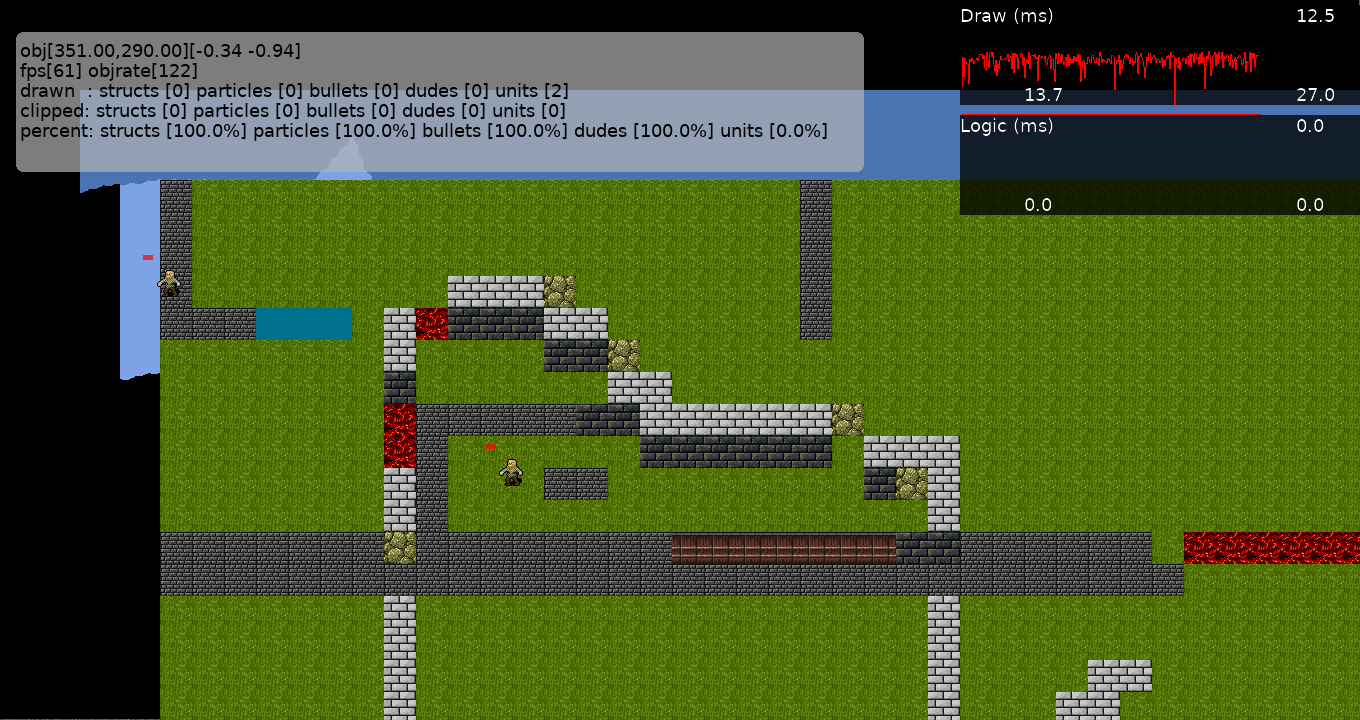 obj[351.00,290.00][-0.34 -0.94]
fps[61] objrate[122]
drawn  : structs [0] particles [0] bullets [0] dudes [0] units [2]
clipped: structs [0] particles [0] bullets [0] dudes [0] units [0]
percent: structs [100.0%] particles [100.0%] bullets [100.0%] dudes [100.0%] units [0.0%]
Draw (ms) 12.5
13.7 27.0
Logic (ms) 0.0
0.0 0.0